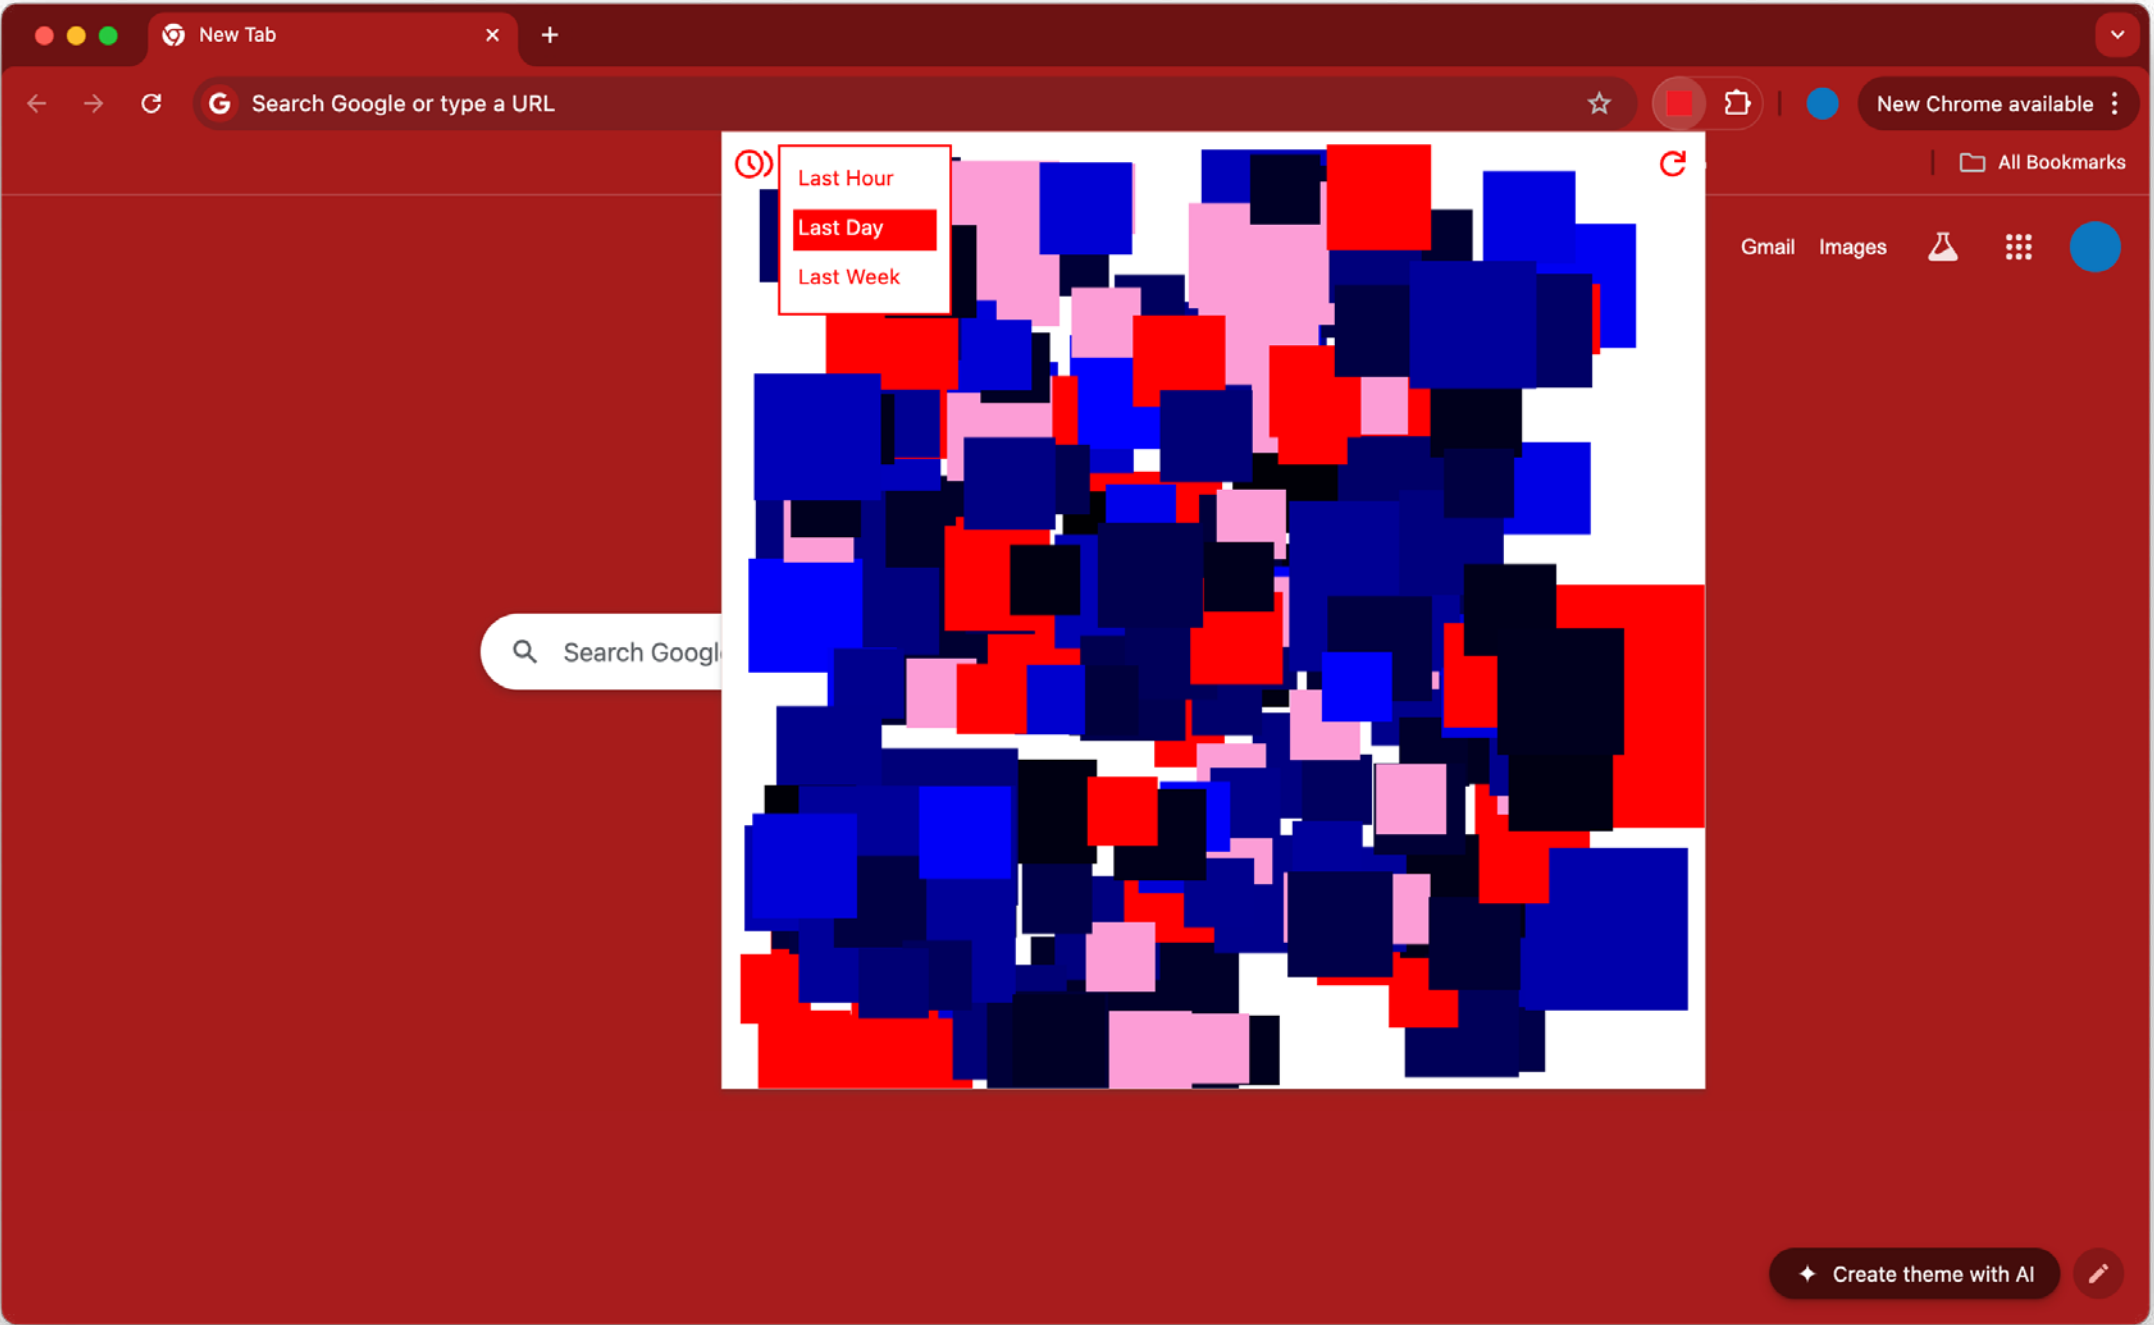 New Tab
Search Google or type a URL
New Chrome available
All Bookmarks
Last Hour
Last Day
Last Week
Gmail Images
Search Googl
Create theme with AI